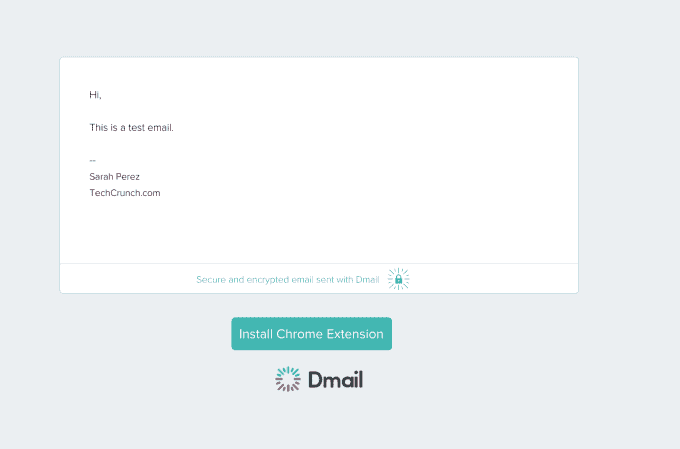 Hi,
This is a test email.
--
Sarah Perez
TechCrunch.com
Secure and encrypted email sent with Dmail
Install Chrome Extension
Dmail